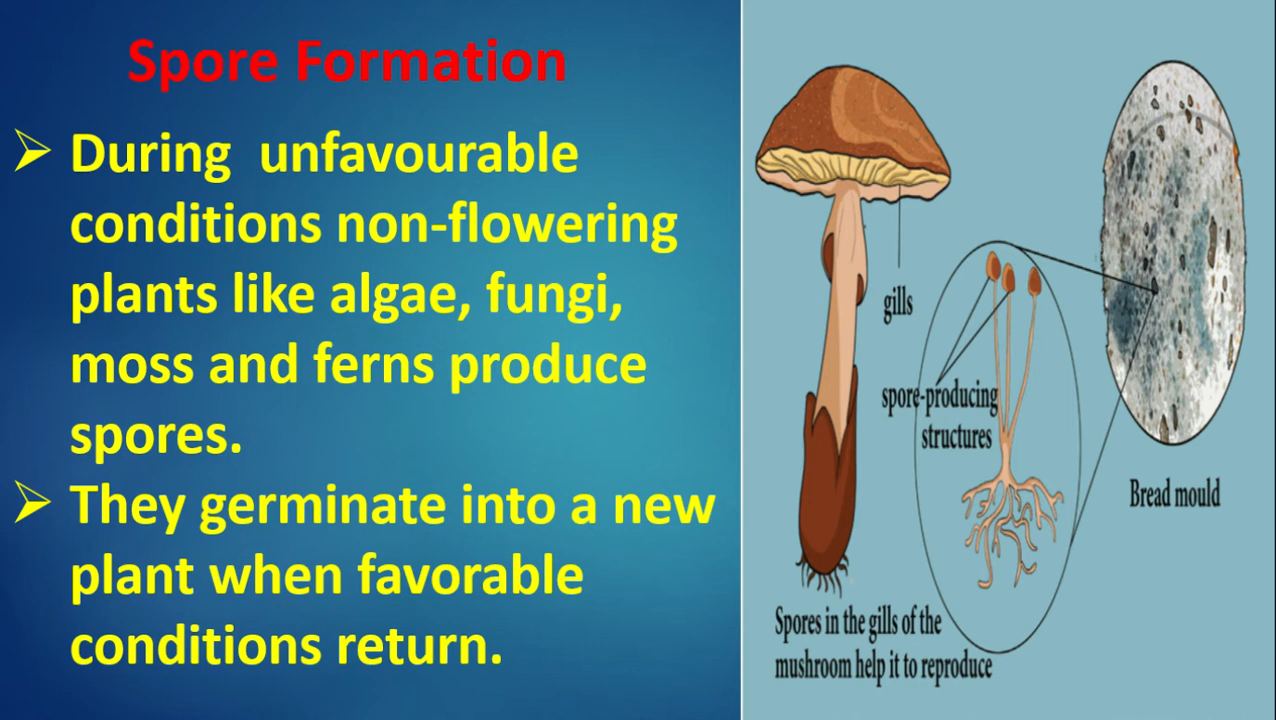 Spore Formation
During unfavourable
conditions non-flowering
plants like algae, fungi,
moss and ferns produce
spores.
They germinate into a new
plant when favorable
conditions return.
gills
spore-producing
structures
Bread mould
Spores in the gills of the
mushroom help it to reproduce